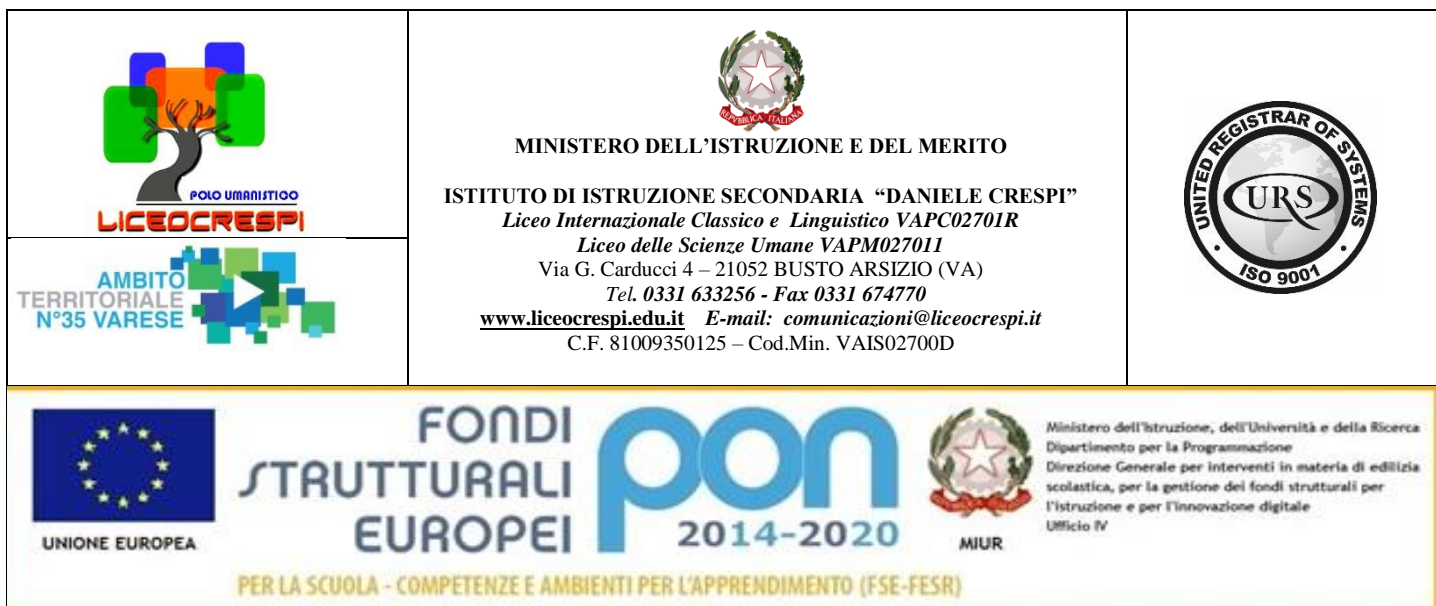 POLO UMANISTICO
LICEOCRESPI
AMBITO
TERRITORIALE
N°35 VARESE
REPVBBLICA ITALIANA
MINISTERO DELL’ISTRUZIONE E DEL MERITO
ISTITUTO DI ISTRUZIONE SECONDARIA “DANIELE CRESPI”
Liceo Internazionale Classico e Linguistico VAPC02701R
Liceo delle Scienze Umane VAPM027011
Via G. Carducci 4 – 21052 BUSTO ARSIZIO (VA)
Tel. 0331 633256 - Fax 0331 674770
www.liceocrespi.edu.it E-mail: comunicazioni@liceocrespi.it
C.F. 81009350125 – Cod.Min. VAIS02700D
UNITED REGISTRAR OF SYSTEMS
URS
ISO 9001
UNIONE EUROPEA
FONDI
STRUTTURALI
EUROPEI
pon
2014-2020
MIUR
Ministero dell'Istruzione, dell'Università e della Ricerca
Dipartimento per la Programmazione
Direzione Generale per interventi in materia di edilizia
scolastica, per la gestione dei fondi strutturali per
l'istruzione e per l'innovazione digitale
Ufficio IV
PER LA SCUOLA - COMPETENZE E AMBIENTI PER L'APPRENDIMENTO (FSE-FESR)